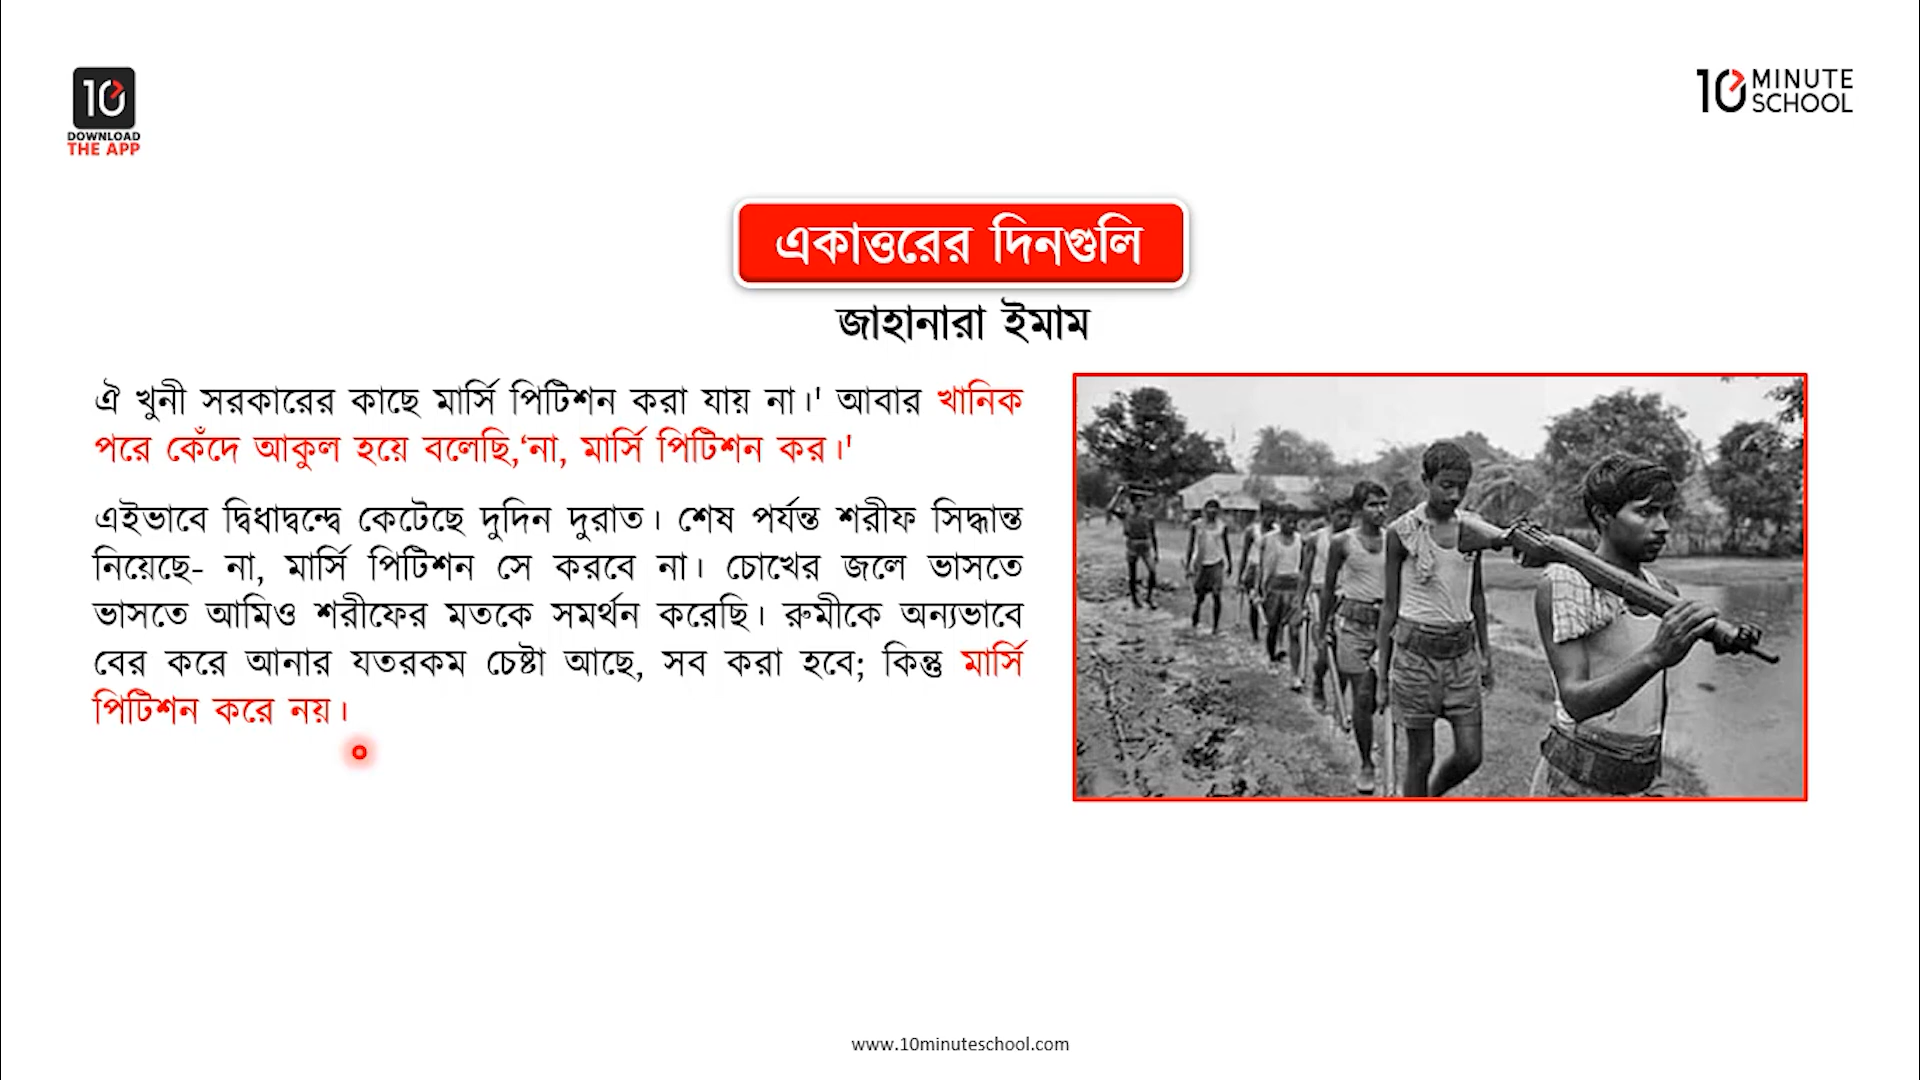 10
DOWNLOAD
THE APP
10 MINUTE
SCHOOL
একাত্তরের দিনগুলি
জাহানারা ইমাম
ঐ খুনী সরকারের কাছে মার্সি পিটিশন করা যায় না।' আবার খানিক
পরে কেঁদে আকুল হয়ে বলেছি,‘না, মার্সি পিটিশন কর।'
এইভাবে দ্বিধাদ্বন্দ্বে কেটেছে দুদিন দুরাত। শেষ পর্যন্ত শরীফ সিদ্ধান্ত
নিয়েছে- না, মার্সি পিটিশন সে করবে না। চোখের জলে ভাসতে
ভাসতে আমিও শরীফের মতকে সমর্থন করেছি। রুমীকে অন্যভাবে
বের করে আনার যতরকম চেষ্টা আছে, সব করা হবে; কিন্তু মার্সি
পিটিশন করে নয়।
www.10minuteschool.com